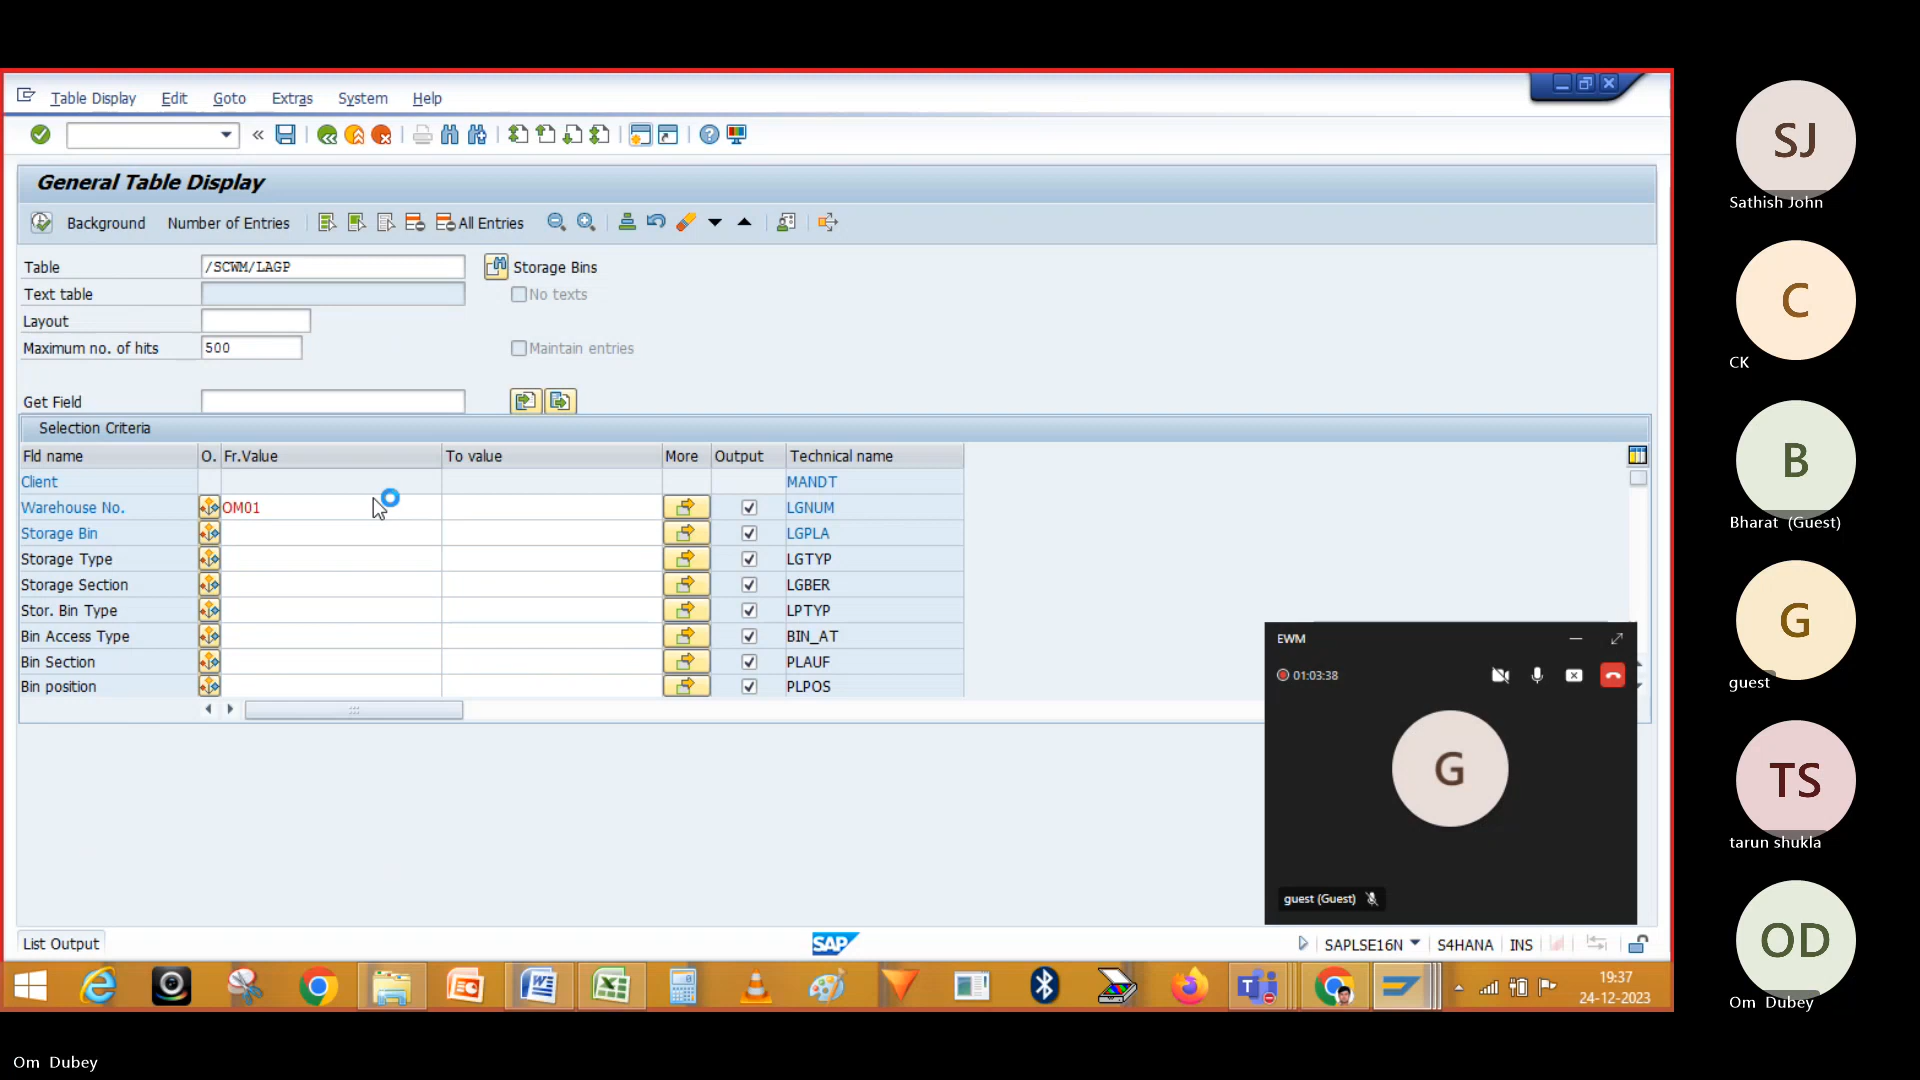 Table Display Edit Goto Extras System Help
General Table Display
Background Number of Entries All Entries
Table /SCWM/LAGP Storage Bins
Text table No texts
Layout
Maximum no. of hits 500 Maintain entries
Get Field
Selection Criteria
Fld name O. Fr.Value To value More Output Technical name
Client MANDT
Warehouse No. OM01 LGNUM
Storage Bin LGPLA
Storage Type LGTYP
Storage Section LGBER
Stor. Bin Type LPTYP
Bin Access Type BIN_AT
Bin Section PLAUF
Bin position PLPOS
EWM
01:03:38
G
guest (Guest)
List Output SAP SAPLSE16N S4HANA INS
19:37
24-12-2023
SJ
Sathish John
C
CK
B
Bharat (Guest)
G
guest
TS
tarun shukla
OD
Om Dubey
Om Dubey